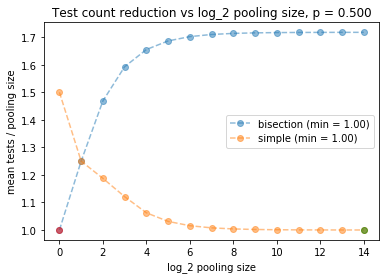 Test count reduction vs log_2 pooling size, p = 0.500
mean tests / pooling size
1.7
1.6
1.5
1.4
1.3
1.2
1.1
1.0
bisection (min = 1.00)
simple (min = 1.00)
0 2 4 6 8 10 12 14
log_2 pooling size